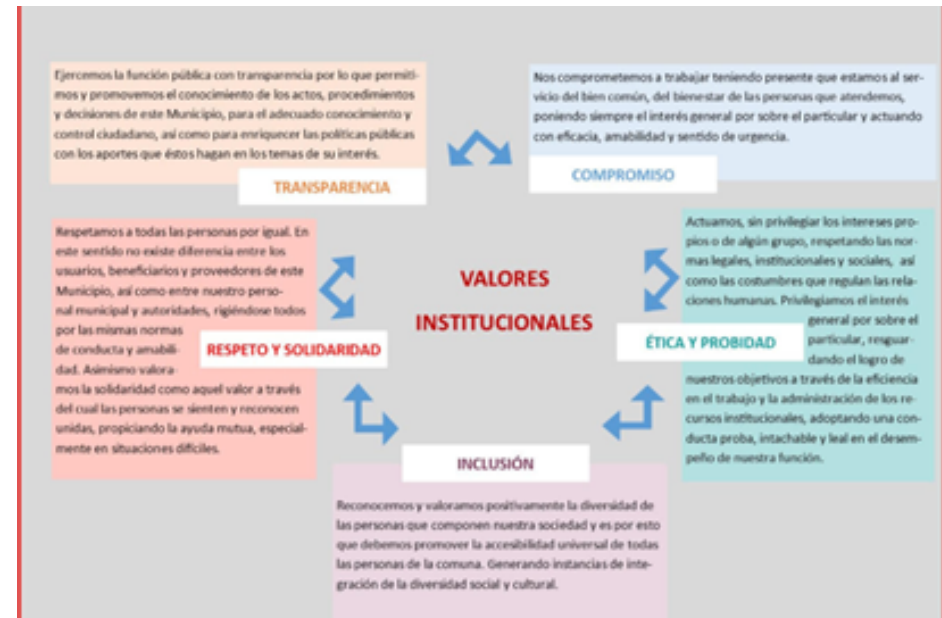 Ejercemos la función pública con transparencia por lo que permiti-
mos y promovemos el conocimiento de los actos, procedimientos
y decisiones de este Municipio, para el adecuado conocimiento y
control ciudadano, así como para enriquecer las políticas públicas
con los aportes que éstos hagan en los temas de su interés.
TRANSPARENCIA
Nos comprometemos a trabajar teniendo presente que estamos al ser-
vicio del bien común, del bienestar de las personas que atendemos,
poniendo siempre el interés general por sobre el particular y actuando
con eficacia, amabilidad y sentido de urgencia.
COMPROMISO
Respetamos a todas las personas por igual. En
este sentido no existe diferencia entre los
usuarios, beneficiarios y proveedores de este
Municipio, así como entre nuestro perso-
nal municipal y autoridades, rigiéndose todos
por las mismas normas
de conducta y amabili-
dad. Asimismo valora-
mos la solidaridad como aquel valor a través
del cual las personas se sienten y reconocen
unidas, propiciando la ayuda mutua, especial-
mente en situaciones difíciles.
RESPETO Y SOLIDARIDAD
VALORES
INSTITUCIONALES
Actuamos, sin privilegiar los intereses pro-
pios o de algún grupo, respetando las nor-
mas legales, institucionales y sociales, así
como las costumbres que regulan las rela-
ciones humanas. Privilegiamos el interés
general por sobre el
particular, resguar-
dando el logro de
nuestros objetivos a través de la eficiencia
en el trabajo y la administración de los re-
cursos institucionales, adoptando una con-
ducta proba, intachable y leal en el desem-
peño de nuestra función.
ÉTICA Y PROBIDAD
INCLUSIÓN
Reconocemos y valoramos positivamente la diversidad de
las personas que componen nuestra sociedad y es por esto
que debemos promover la accesibilidad universal de todas
las personas de la comuna. Generando instancias de inte-
gración de la diversidad social y cultural.